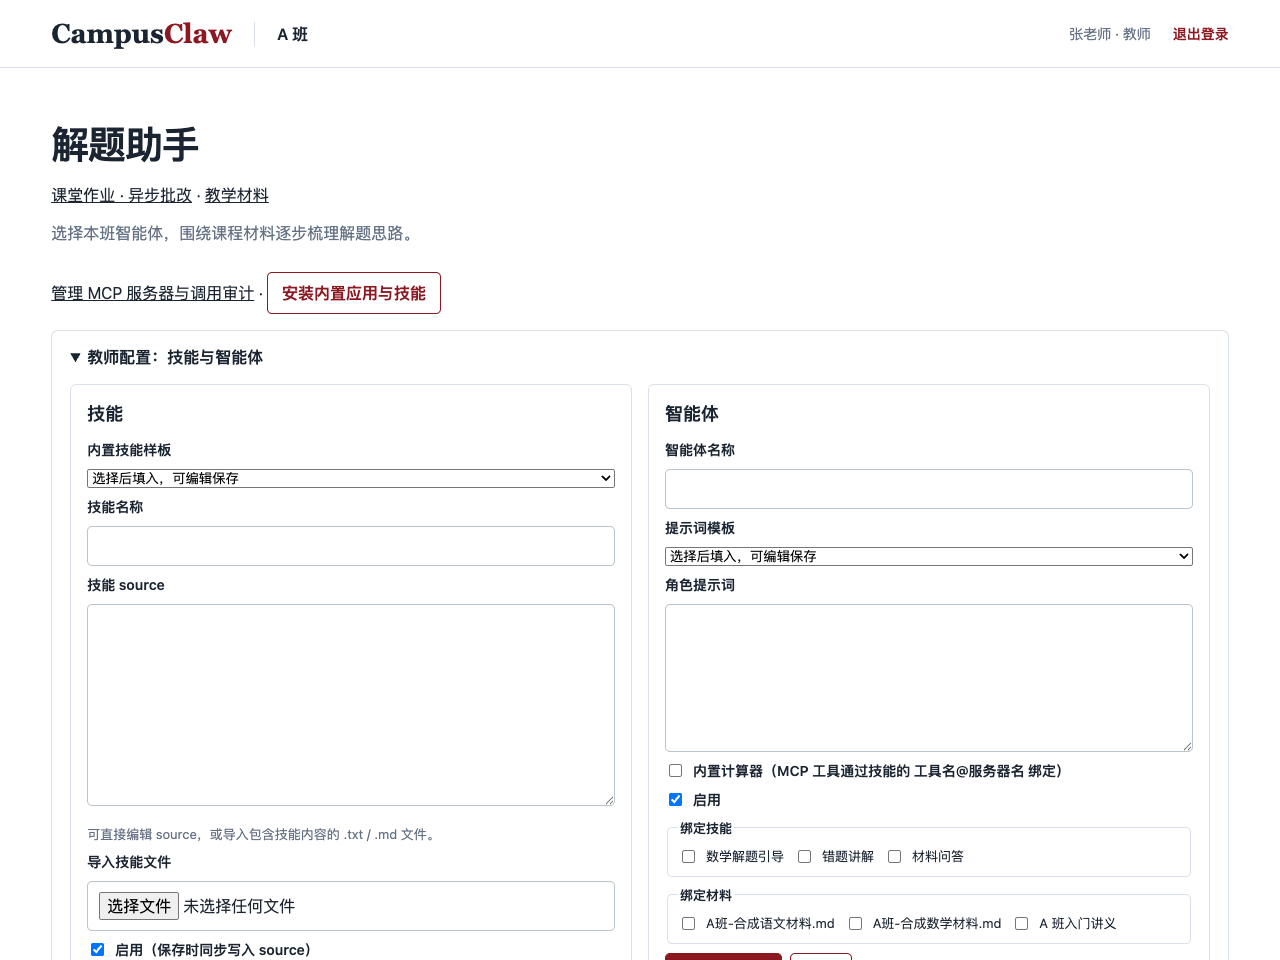 CampusClaw
A 班
张老师 · 教师
退出登录
解题助手
课堂作业 · 异步批改 · 教学材料
选择本班智能体，围绕课程材料逐步梳理解题思路。
管理 MCP 服务器与调用审计 · 安装内置应用与技能
▼ 教师配置：技能与智能体
技能
内置技能样板
选择后填入，可编辑保存
技能名称
技能 source
可直接编辑 source，或导入包含技能内容的 .txt / .md 文件。
导入技能文件
选择文件 未选择任何文件
启用（保存时同步写入 source）
智能体
智能体名称
提示词模板
选择后填入，可编辑保存
角色提示词
内置计算器（MCP 工具通过技能的 工具名@服务器名 绑定）
启用
绑定技能
数学解题引导 错题讲解 材料问答
绑定材料
A班-合成语文材料.md A班-合成数学材料.md A 班入门讲义